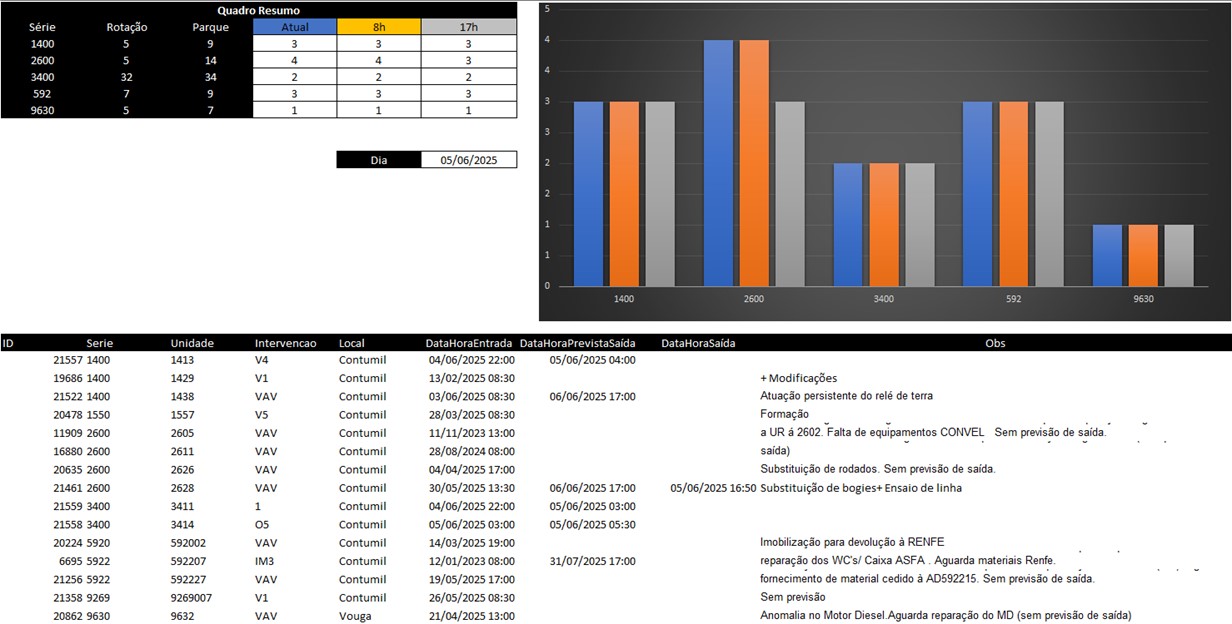 Quadro Resumo
Série Rotação Parque Atual 8h 17h
1400 5 9 3 3 3
2600 5 14 4 4 3
3400 32 34 2 2 2
592 7 9 3 3 3
9630 5 7 1 1 1
Dia 05/06/2025
5
4
4
3
3
2
2
1
1
0
1400 2600 3400 592 9630
ID Serie Unidade Intervencao Local DataHoraEntrada DataHoraPrevistaSaída DataHoraSaída Obs
21557 1400 1413 V4 Contumil 04/06/2025 22:00 05/06/2025 04:00
19686 1400 1429 V1 Contumil 13/02/2025 08:30 + Modificações
21522 1400 1438 VAV Contumil 03/06/2025 08:30 06/06/2025 17:00 Atuação persistente do relé de terra
20478 1550 1557 V5 Contumil 28/03/2025 08:30 Formação
11909 2600 2605 VAV Contumil 11/11/2023 13:00 a UR á 2602. Falta de equipamentos CONVEL Sem previsão de saída.
16880 2600 2611 VAV Contumil 28/08/2024 08:00 saída)
20635 2600 2626 VAV Contumil 04/04/2025 17:00 Substituição de rodados. Sem previsão de saída.
21461 2600 2628 VAV Contumil 30/05/2025 13:30 06/06/2025 17:00 05/06/2025 16:50 Substituição de bogies+ Ensaio de linha
21559 3400 3411 1 Contumil 04/06/2025 22:00 05/06/2025 03:00
21558 3400 3414 O5 Contumil 05/06/2025 03:00 05/06/2025 05:30
20224 5920 592002 VAV Contumil 14/03/2025 19:00 Imobilização para devolução à RENFE
6695 5922 592207 IM3 Contumil 12/01/2023 08:00 31/07/2025 17:00 reparação dos WC's/ Caixa ASFA . Aguarda materiais Renfe.
21256 5922 592227 VAV Contumil 19/05/2025 17:00 fornecimento de material cedido à AD592215. Sem previsão de saída.
21358 9269 9269007 V1 Contumil 26/05/2025 08:30 Sem previsão
20862 9630 9632 VAV Vouga 21/04/2025 13:00 Anomalia no Motor Diesel.Aguarda reparação do MD (sem previsão de saída)